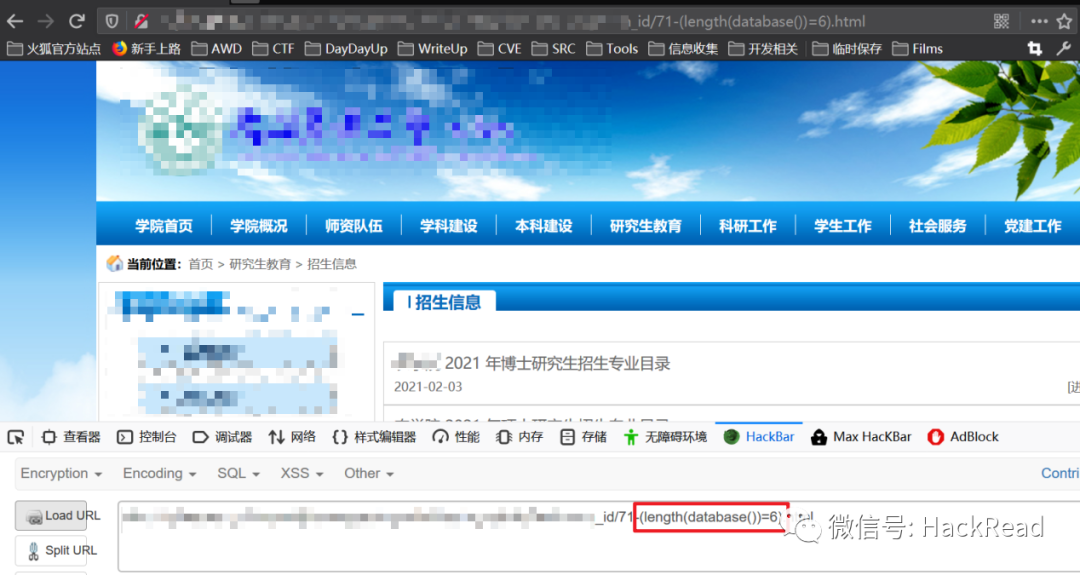 _id/71-(length(database())=6).html
火狐官方站点 新手上路 AWD CTF DayDayUp WriteUp CVE SRC Tools 信息收集 开发相关 临时保存 Films
学院首页 学院概况 师资队伍 学科建设 本科建设 研究生教育 科研工作 学生工作 社会服务 党建工作
当前位置: 首页 > 研究生教育 > 招生信息
招生信息
2021 年博士研究生招生专业目录
2021-02-03
[进
查看器 控制台 调试器 网络 样式编辑器 性能 内存 存储 无障碍环境 HackBar Max HacKBar AdBlock
Encryption Encoding SQL XSS Other Contri
Load URL
_id/71-(length(database())=6)
微信号: HackRead
Split URL